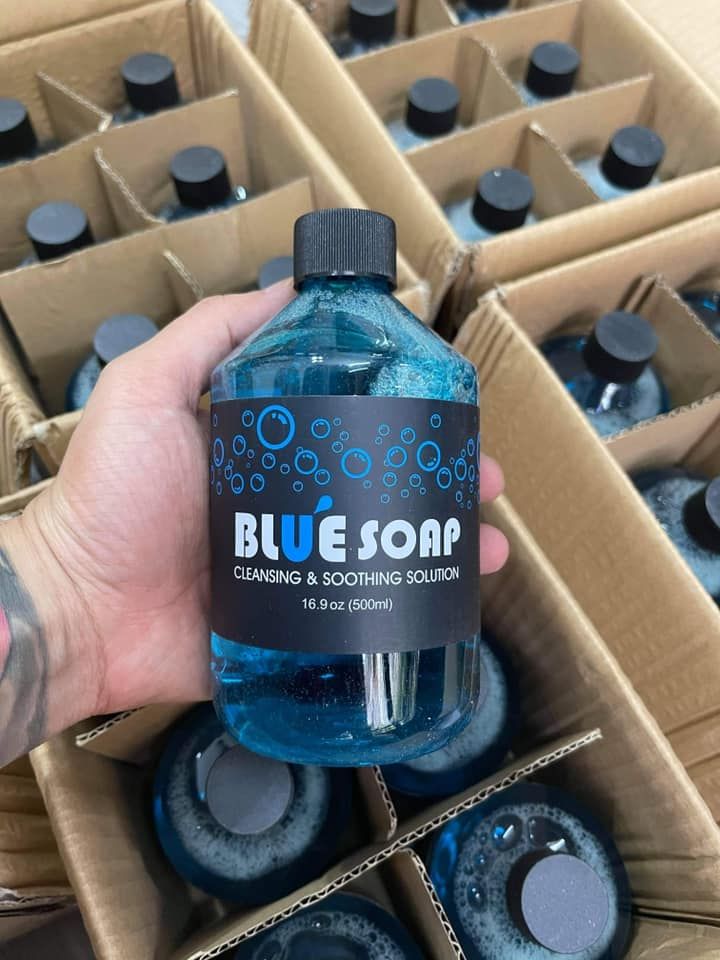 BLUE SOAP
CLEANSING & SOOTHING SOLUTION
16.9 oz (500ml)